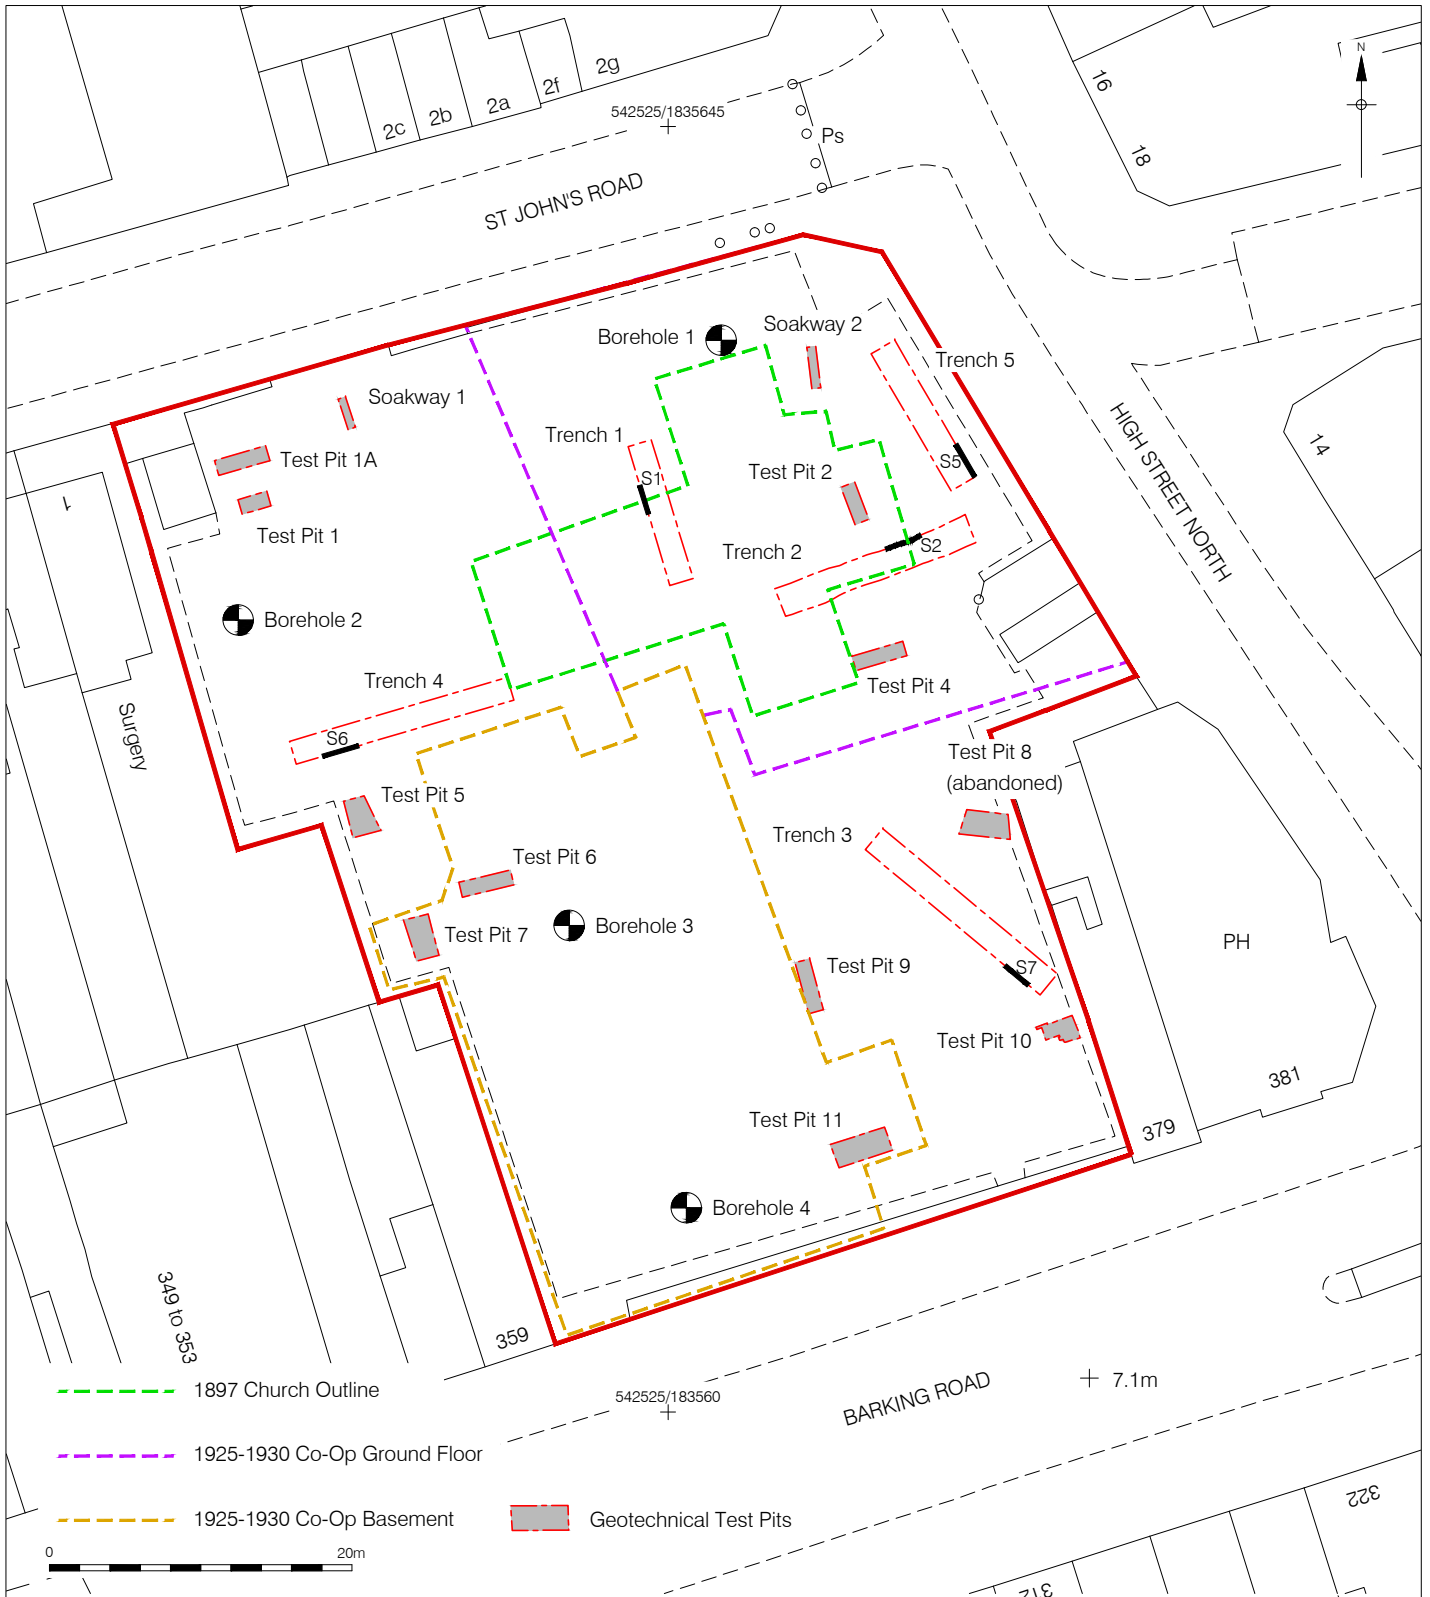 2g
2f
2a
2b
2c
542525/1835645
Ps
16
18
N
ST JOHN'S ROAD
Borehole 1
Soakway 2
Trench 5
Soakway 1
HIGH STREET NORTH
14
Trench 1
Test Pit 1A
S5
Test Pit 2
S1
1
Test Pit 1
Trench 2
S2
Borehole 2
Trench 4
Test Pit 4
Surgery
S6
Test Pit 8
(abandoned)
Test Pit 5
Trench 3
Test Pit 6
Borehole 3
Test Pit 7
PH
Test Pit 9
S7
Test Pit 10
381
Test Pit 11
379
Borehole 4
349 to 353
359
1897 Church Outline
542525/183560
BARKING ROAD
7.1m
1925-1930 Co-Op Ground Floor
322
1925-1930 Co-Op Basement
Geotechnical Test Pits
0
20m
312